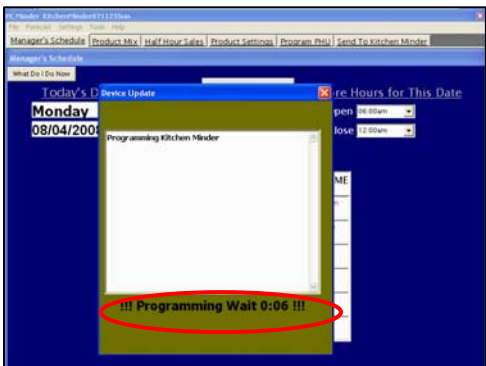 PC Minder KitchenMinder071123Sun
File Forecast Settings Tools Help
Manager's Schedule Product Mix Half Hour Sales Product Settings Program PHU Send To Kitchen Minder
Manager's Schedule
What Do I Do Now
Today's D
re Hours for This Date
Device Update
Monday
pen 06:00am
08/04/200
lose 12:00am
Programming Kitchen Minder
ME
!!! Programming Wait 0:06 !!!